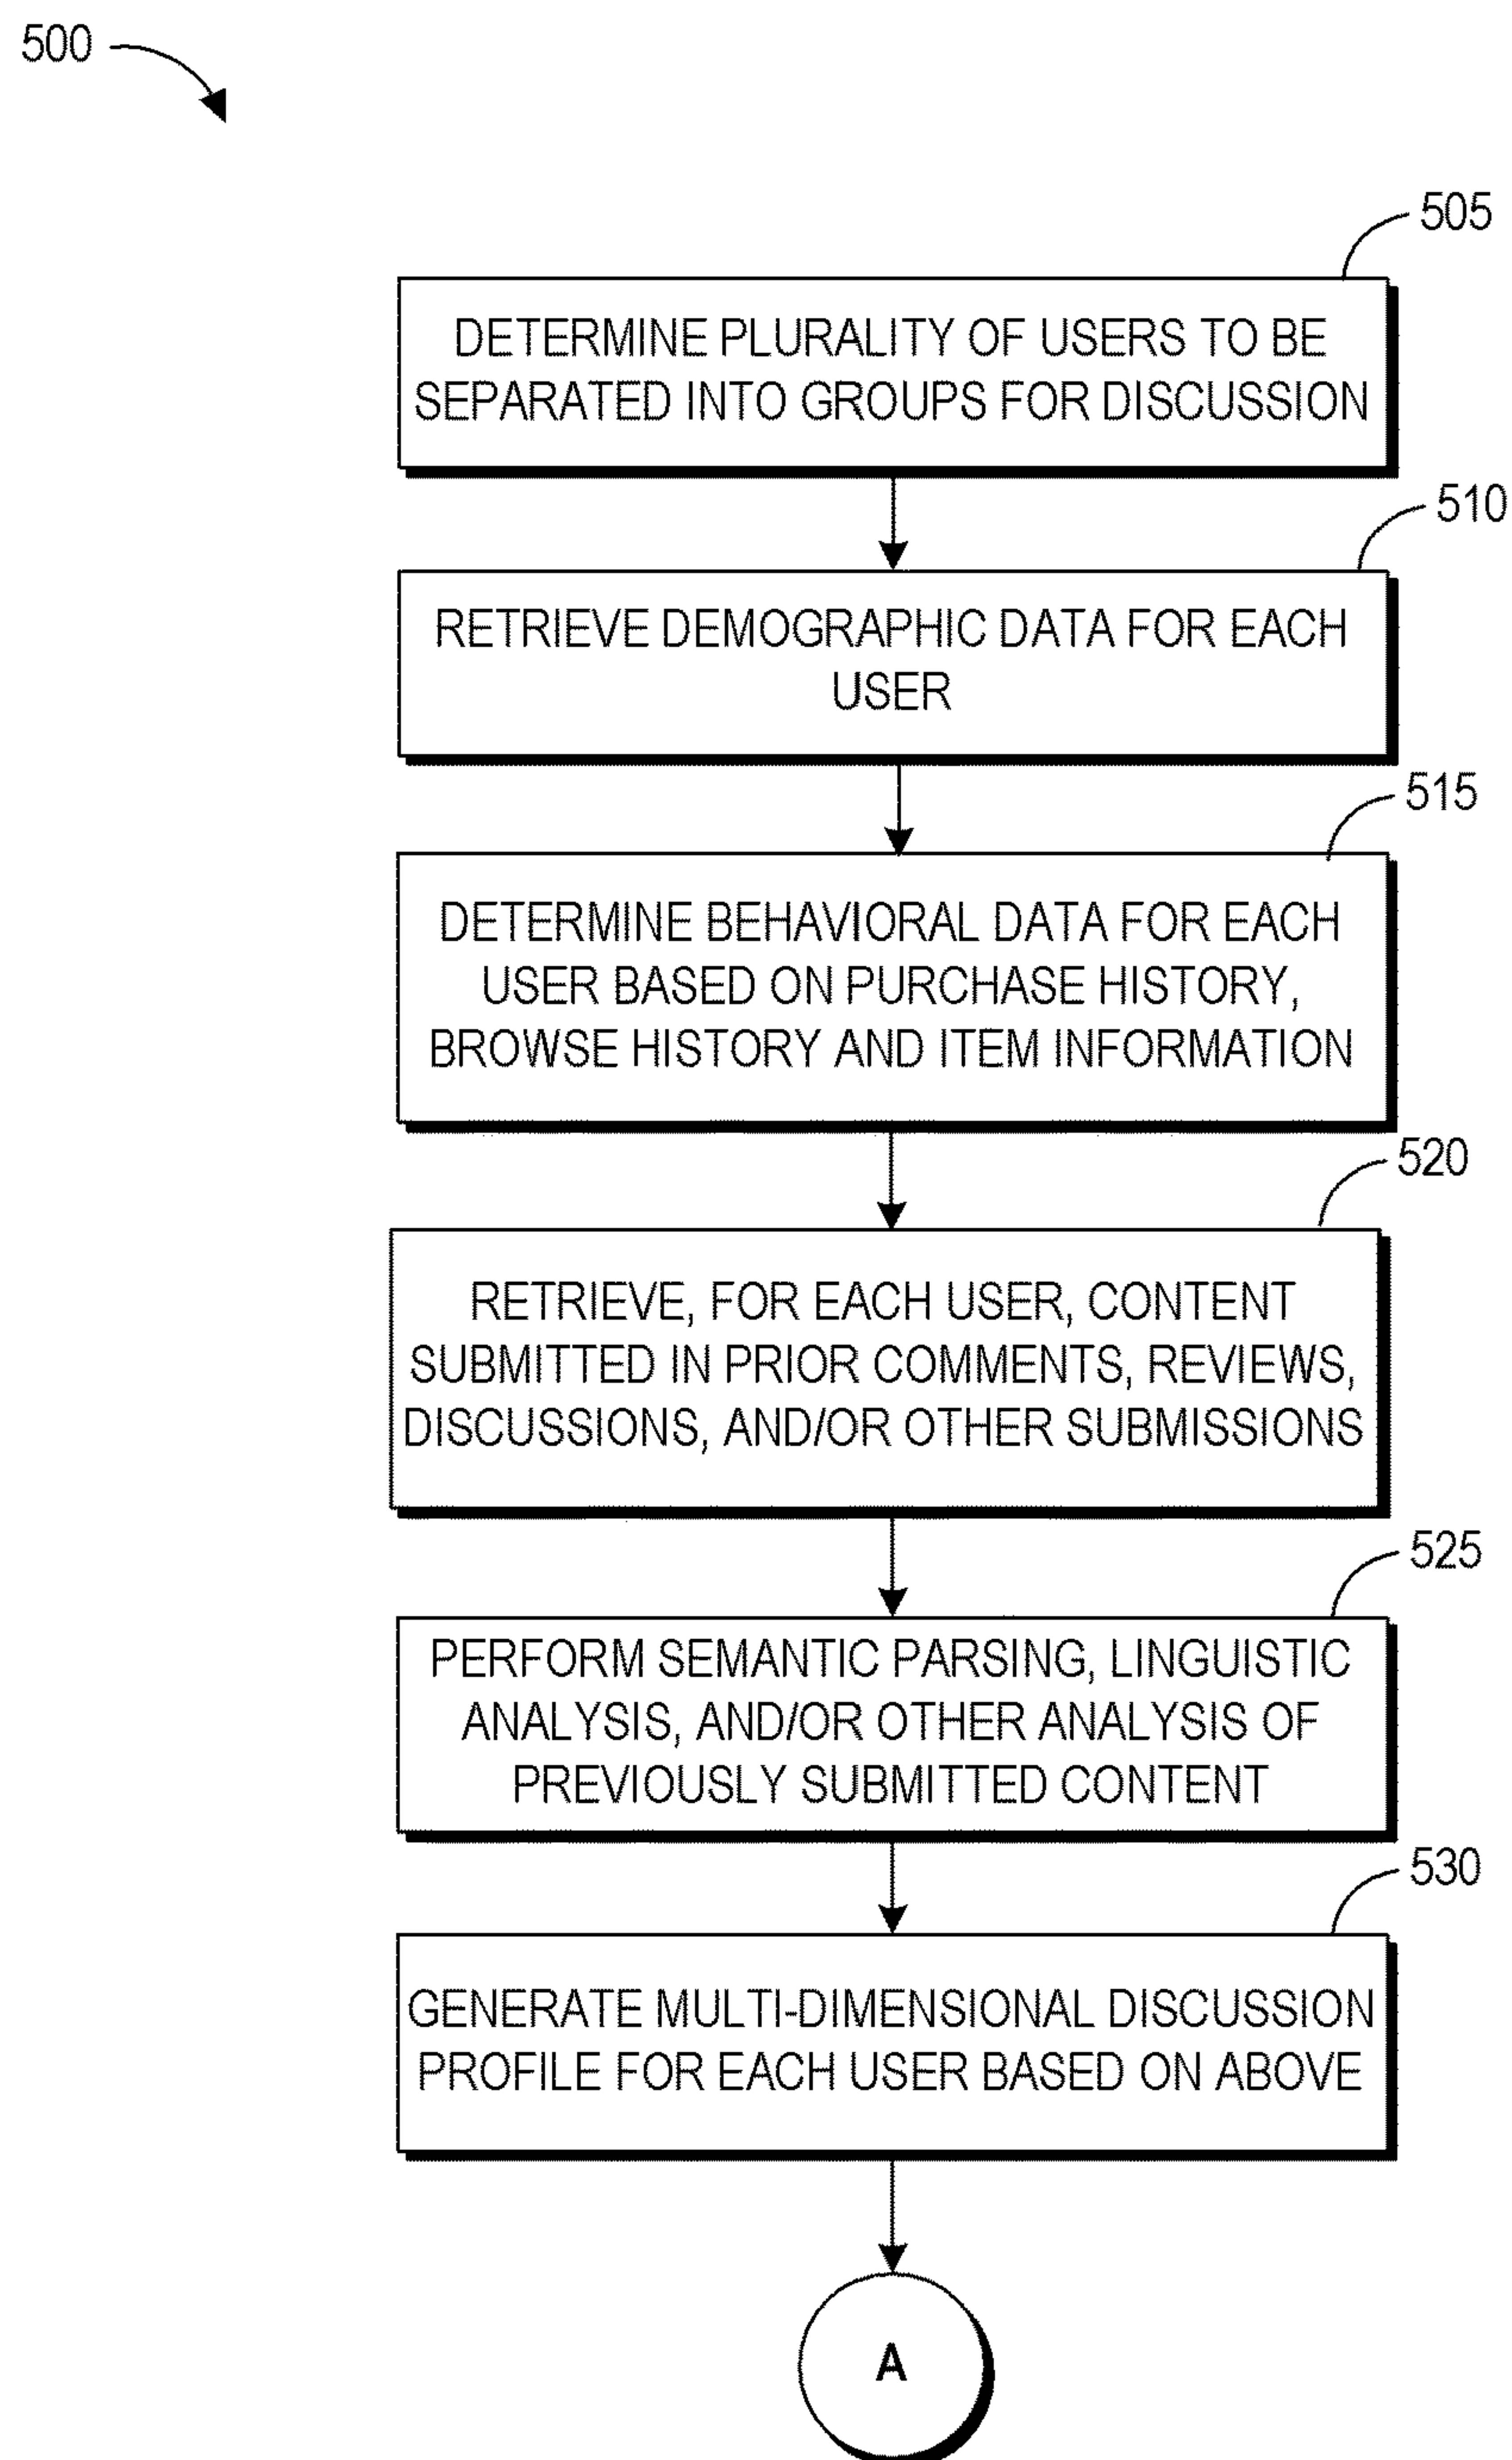 500
505
DETERMINE PLURALITY OF USERS TO BE
SEPARATED INTO GROUPS FOR DISCUSSION
510
RETRIEVE DEMOGRAPHIC DATA FOR EACH
USER
515
DETERMINE BEHAVIORAL DATA FOR EACH
USER BASED ON PURCHASE HISTORY,
BROWSE HISTORY AND ITEM INFORMATION
520
RETRIEVE, FOR EACH USER, CONTENT
SUBMITTED IN PRIOR COMMENTS, REVIEWS,
DISCUSSIONS, AND/OR OTHER SUBMISSIONS
525
PERFORM SEMANTIC PARSING, LINGUISTIC
ANALYSIS, AND/OR OTHER ANALYSIS OF
PREVIOUSLY SUBMITTED CONTENT
530
GENERATE MULTI-DIMENSIONAL DISCUSSION
PROFILE FOR EACH USER BASED ON ABOVE
A